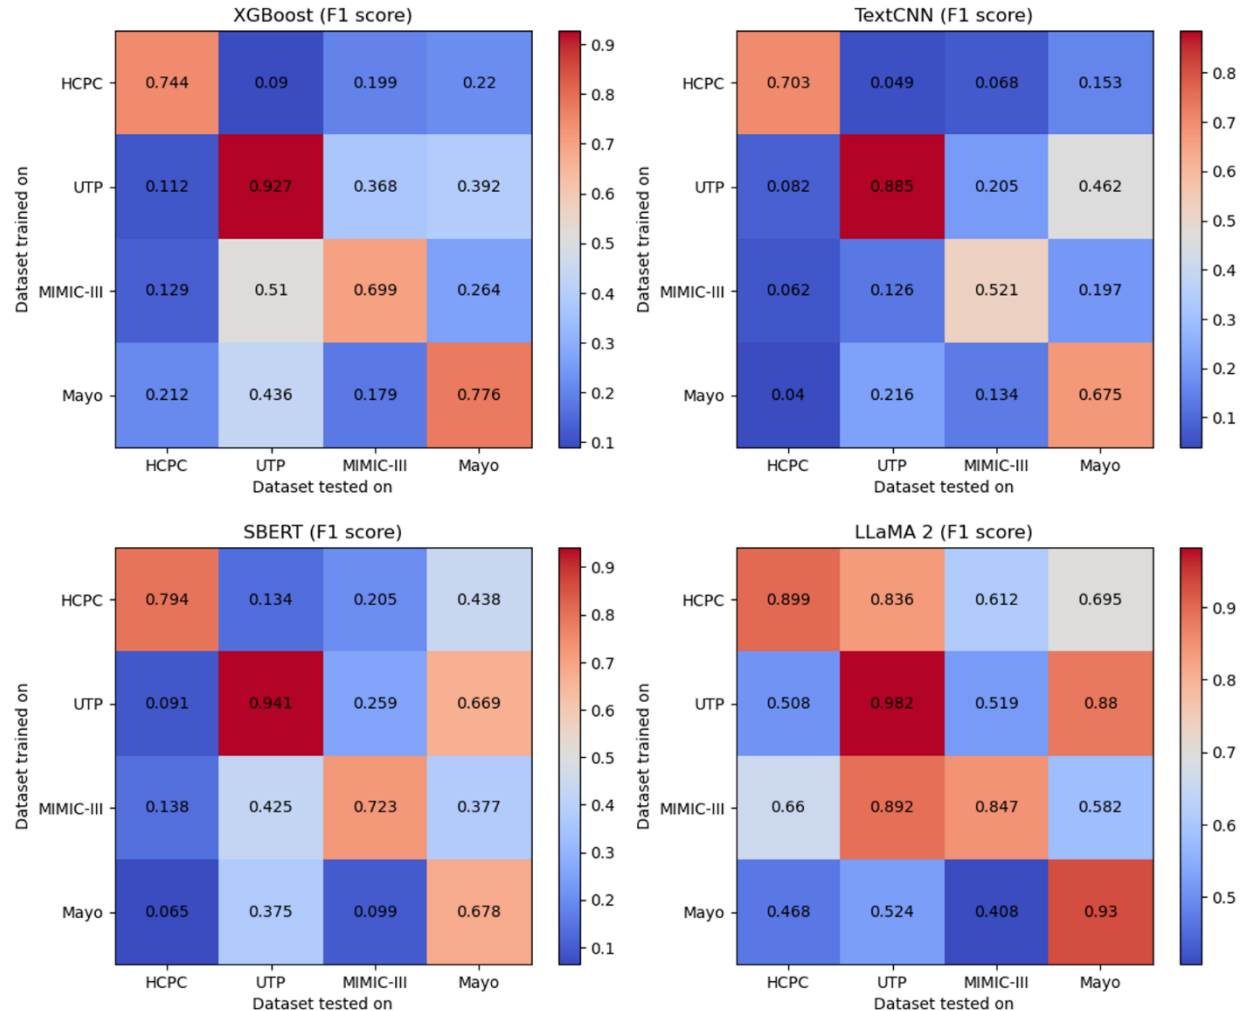 XGBoost (F1 score)
Dataset trained on
HCPC 0.744 0.09 0.199 0.22
UTP 0.112 0.927 0.368 0.392
MIMIC-III 0.129 0.51 0.699 0.264
Mayo 0.212 0.436 0.179 0.776
HCPC UTP MIMIC-III Mayo
Dataset tested on
0.9
0.8
0.7
0.6
0.5
0.4
0.3
0.2
0.1
TextCNN (F1 score)
Dataset trained on
HCPC 0.703 0.049 0.068 0.153
UTP 0.082 0.885 0.205 0.462
MIMIC-III 0.062 0.126 0.521 0.197
Mayo 0.04 0.216 0.134 0.675
HCPC UTP MIMIC-III Mayo
Dataset tested on
0.8
0.7
0.6
0.5
0.4
0.3
0.2
0.1
SBERT (F1 score)
Dataset trained on
HCPC 0.794 0.134 0.205 0.438
UTP 0.091 0.941 0.259 0.669
MIMIC-III 0.138 0.425 0.723 0.377
Mayo 0.065 0.375 0.099 0.678
HCPC UTP MIMIC-III Mayo
Dataset tested on
0.9
0.8
0.7
0.6
0.5
0.4
0.3
0.2
0.1
LLaMA 2 (F1 score)
Dataset trained on
HCPC 0.899 0.836 0.612 0.695
UTP 0.508 0.982 0.519 0.88
MIMIC-III 0.66 0.892 0.847 0.582
Mayo 0.468 0.524 0.408 0.93
HCPC UTP MIMIC-III Mayo
Dataset tested on
0.9
0.8
0.7
0.6
0.5